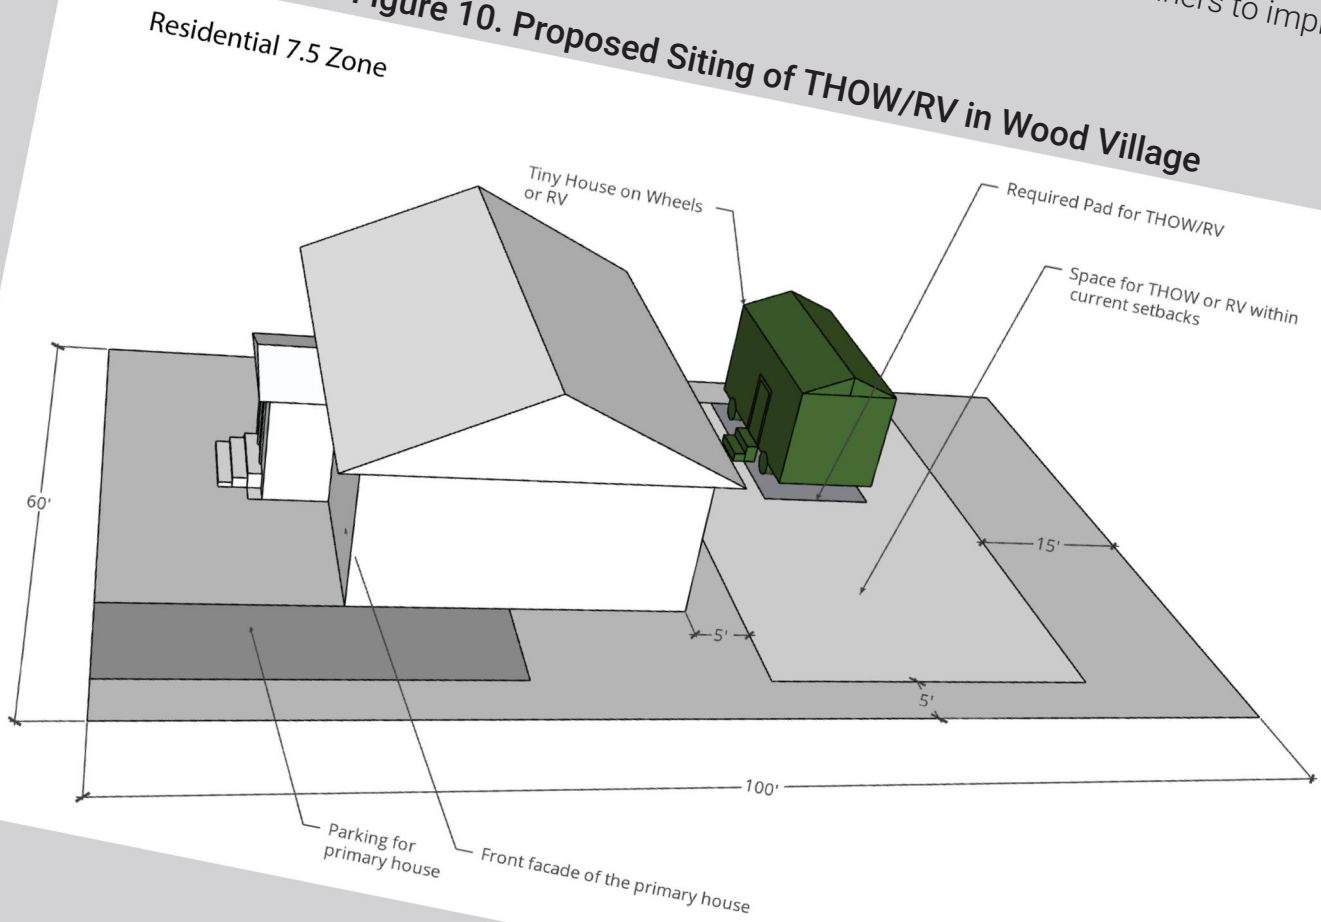 to imp
Figure 10. Proposed Siting of THOW/RV in Wood Village
Residential 7.5 Zone
Tiny House on Wheels
or RV
Required Pad for THOW/RV
Space for THOW or RV within
current setbacks
60'
15'
5'
5'
100'
Parking for
primary house
Front facade of the primary house